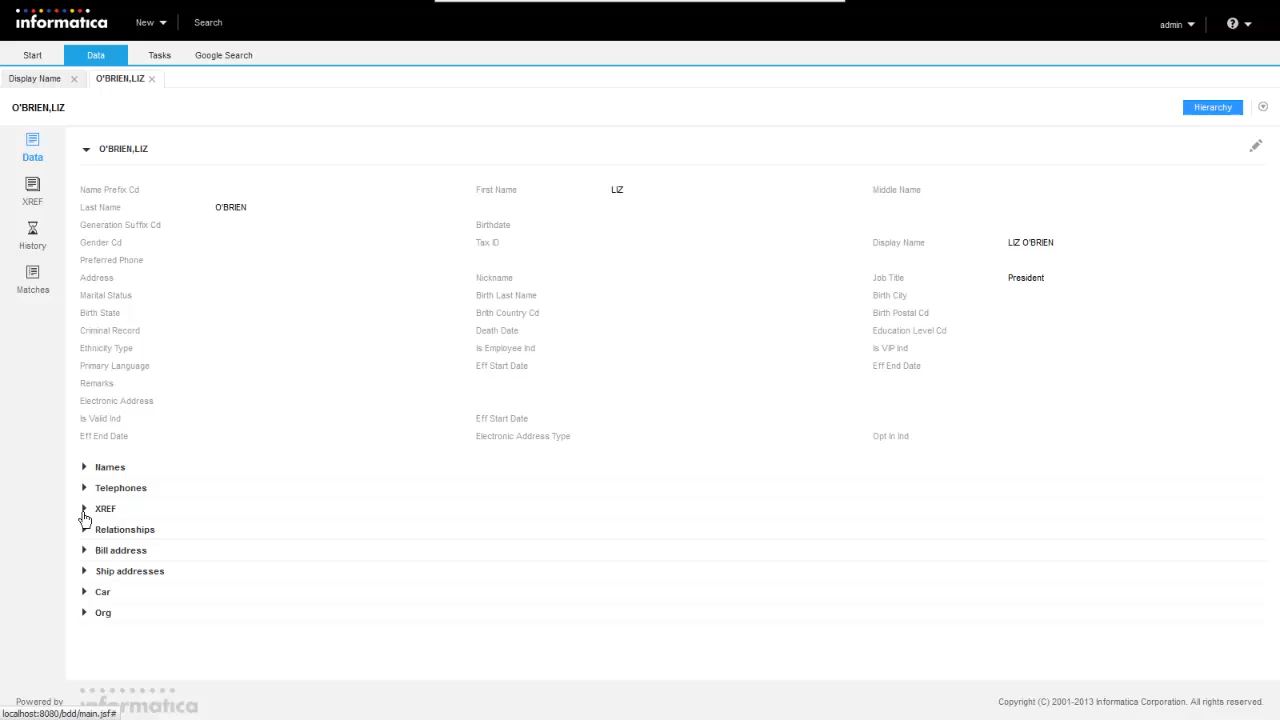 informatica New Search admin
Start Data Tasks Google Search
Display Name O'BRIEN,LIZ
O'BRIEN,LIZ Hierarchy
Data
XREF
History
Matches
O'BRIEN,LIZ
Name Prefix Cd First Name LIZ Middle Name
Last Name O'BRIEN
Generation Suffix Cd Birthdate
Gender Cd Tax ID Display Name LIZ O'BRIEN
Preferred Phone
Address Nickname Job Title President
Marital Status Birth Last Name Birth City
Birth State Brith Country Cd Birth Postal Cd
Criminal Record Death Date Education Level Cd
Ethnicity Type Is Employee Ind Is VIP Ind
Primary Language Eff Start Date Eff End Date
Remarks
Electronic Address
Is Valid Ind Eff Start Date
Eff End Date Electronic Address Type Opt In Ind
Names
Telephones
XREF
Relationships
Bill address
Ship addresses
Car
Org
Powered by informatica Copyright (C) 2001-2013 Informatica Corporation. All rights reserved.
localhost:8080/bdd/main.jsf#